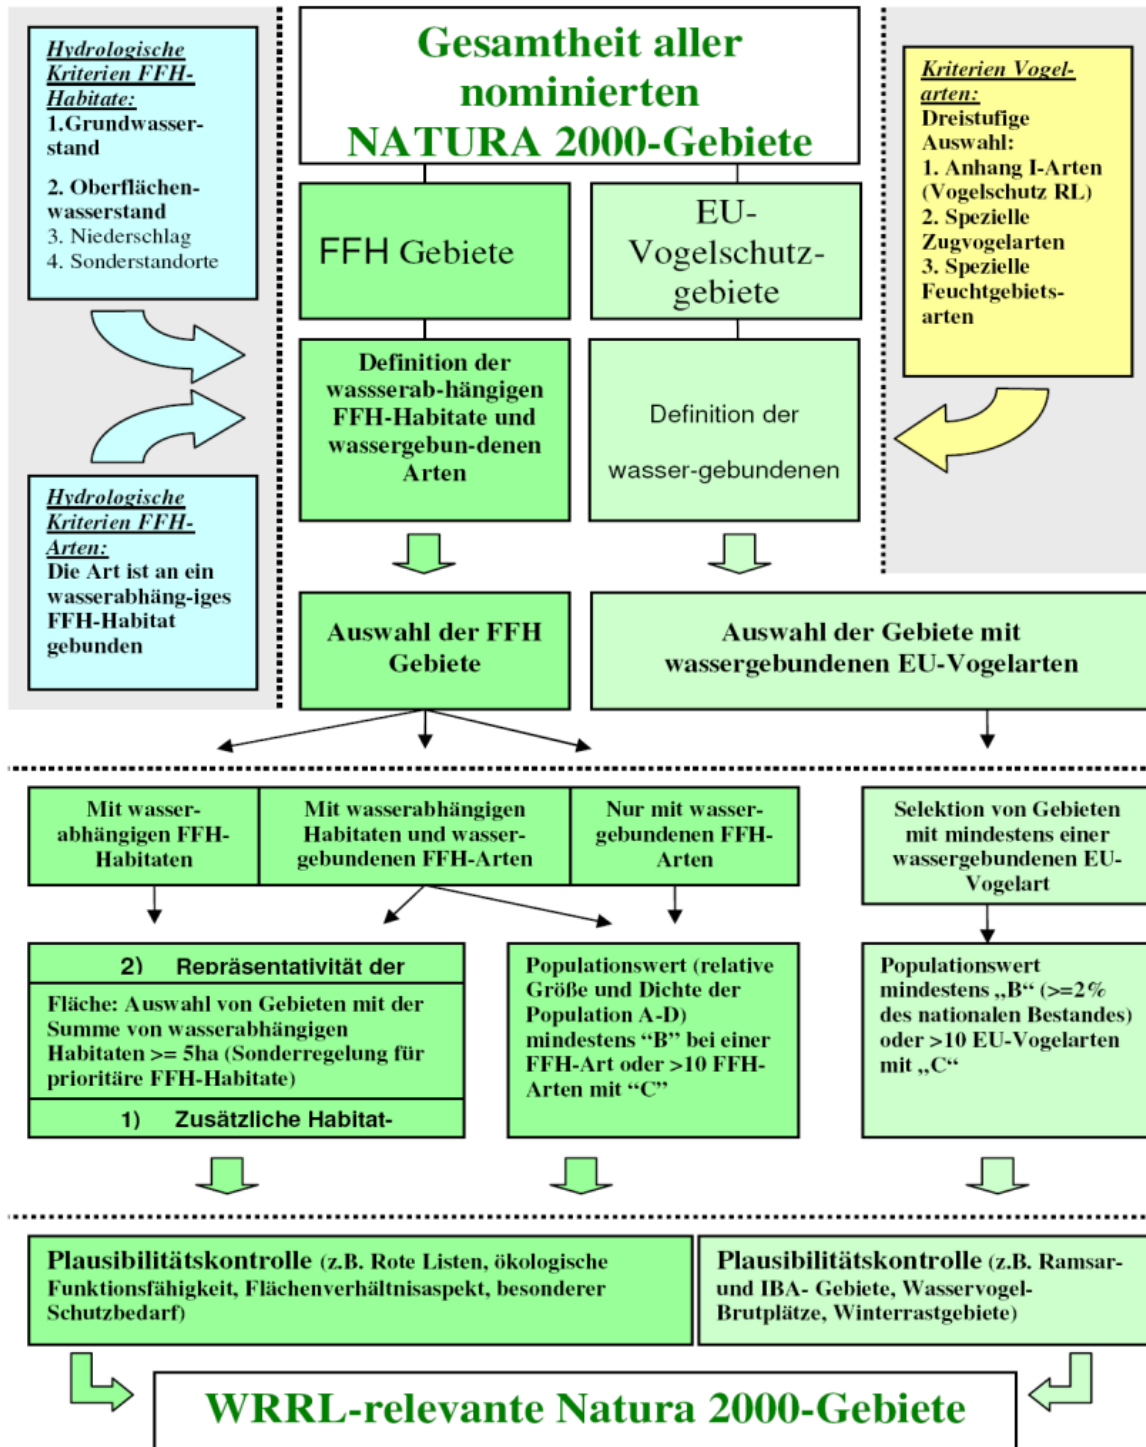 Gesamtheit aller
nominierten
NATURA 2000-Gebiete
Hydrologische
Kriterien FFH-
Habitate:
1.Grundwasser-
stand
2. Oberflächen-
wasserstand
3. Niederschlag
4. Sonderstandorte
Kriterien Vogel-
arten:
Dreistufige
Auswahl:
1. Anhang I-Arten
(Vogelschutz RL)
2. Spezielle
Zugvogelarten
3. Spezielle
Feuchtgebiets-
arten
FFH Gebiete
EU-
Vogelschutz-
gebiete
Definition der
wassserab-hängigen
FFH-Habitate und
wassergebun-denen
Arten
Definition der
wasser-gebundenen
Hydrologische
Kriterien FFH-
Arten:
Die Art ist an ein
wasserabhäng-iges
FFH-Habitat
gebunden
Auswahl der FFH
Gebiete
Auswahl der Gebiete mit
wassergebundenen EU-Vogelarten
Mit wasser-
abhängigen FFH-
Habitaten
Mit wasserabhängigen
Habitaten und wasser-
gebundenen FFH-Arten
Nur mit wasser-
gebundenen FFH-
Arten
Selektion von Gebieten
mit mindestens einer
wassergebundenen EU-
Vogelart
2) Repräsentativität der
Fläche: Auswahl von Gebieten mit der
Summe von wasserabhängigen
Habitaten >= 5ha (Sonderregelung für
prioritäre FFH-Habitate)
1) Zusätzliche Habitat-
Populationswert (relative
Größe und Dichte der
Population A-D)
mindestens “B” bei einer
FFH-Art oder >10 FFH-
Arten mit “C”
Populationswert
mindestens „B“ (>=2%
des nationalen Bestandes)
oder >10 EU-Vogelarten
mit „C“
Plausibilitätskontrolle (z.B. Rote Listen, ökologische
Funktionsfähigkeit, Flächenverhältnisaspekt, besonderer
Schutzbedarf)
Plausibilitätskontrolle (z.B. Ramsar-
und IBA- Gebiete, Wasservogel-
Brutplätze, Winterrastgebiete)
WRRL-relevante Natura 2000-Gebiete